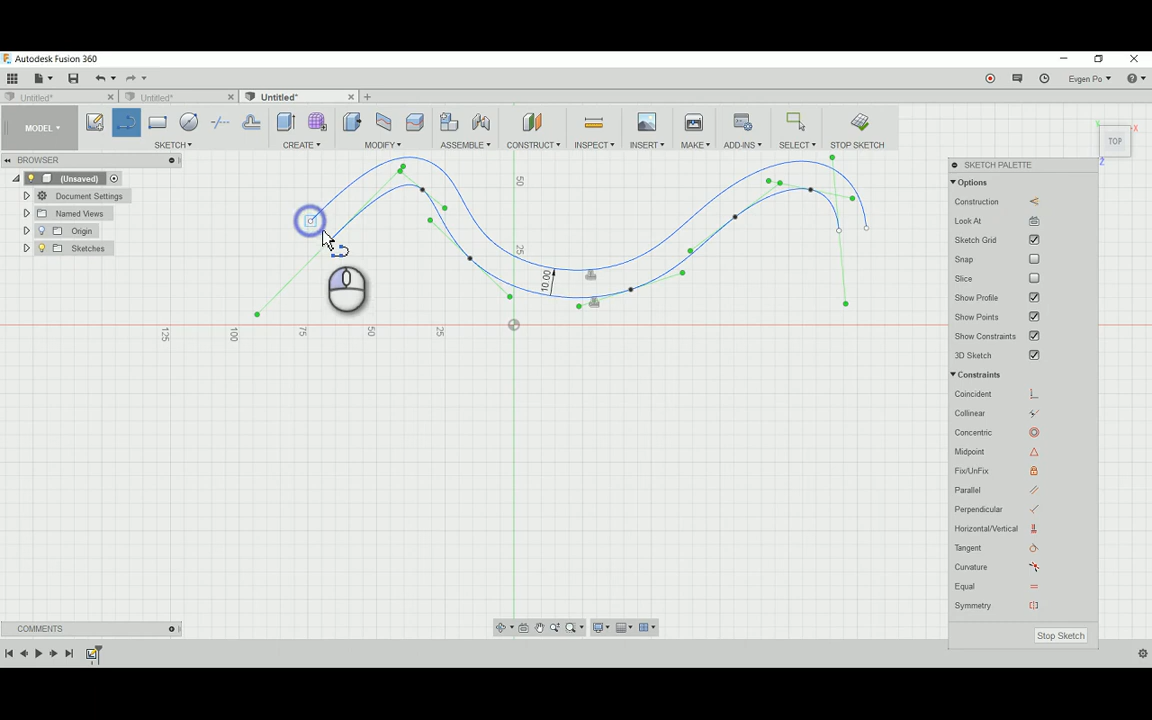 Autodesk Fusion 360
Evgen Po
Untitled*
Untitled*
Untitled*
MODEL
SKETCH
CREATE
MODIFY
ASSEMBLE
CONSTRUCT
INSPECT
INSERT
MAKE
ADD-INS
SELECT
STOP SKETCH
TOP
Y
X
Z
BROWSER
(Unsaved)
Document Settings
Named Views
Origin
Sketches
SKETCH PALETTE
Options
Construction
Look At
Sketch Grid
Snap
Slice
Show Profile
Show Points
Show Constraints
3D Sketch
Constraints
Coincident
Collinear
Concentric
Midpoint
Fix/UnFix
Parallel
Perpendicular
Horizontal/Vertical
Tangent
Curvature
Equal
Symmetry
Stop Sketch
50
25
10.00
125
100
75
50
25
COMMENTS